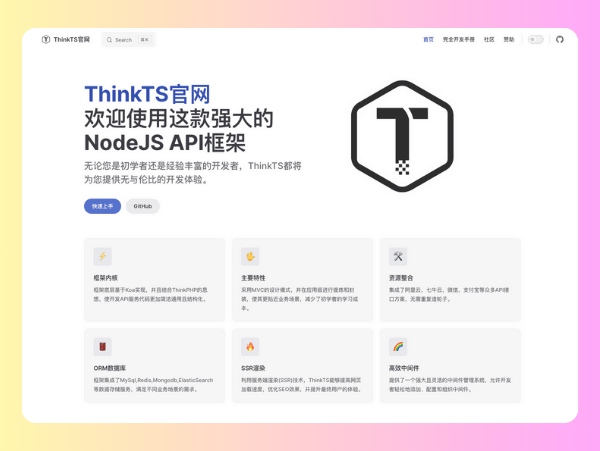 ThinkTS官网
Search ⌘K
首页 完全开发手册 社区 赞助
ThinkTS官网
欢迎使用这款强大的
NodeJS API框架
无论您是初学者还是经验丰富的开发者，ThinkTS都将
为您提供无与伦比的开发体验。
快速上手 GitHub
框架内核
框架底层基于Koa实现，并且结合ThinkPHP的思
想，使开发API服务代码更加简洁通用且结构化。
主要特性
采用MVC的设计模式，并在应用层进行提炼和封
装，使其更贴近业务场景，减少了初学者的学习成
本。
资源整合
集成了阿里云、七牛云、微信、支付宝等众多API接
口方案，无需重复造轮子。
ORM数据库
框架集成了MySql,Redis,Mongodb,ElasticSearch
等数据存储服务，满足不同业务场景的需求。
SSR渲染
利用服务端渲染(SSR)技术，ThinkTS能够提高网页
加载速度，优化SEO效果，并提升最终用户的体验。
高效中间件
提供了一个强大且灵活的中间件管理系统，允许开发
者轻松地添加、配置和组织中间件。